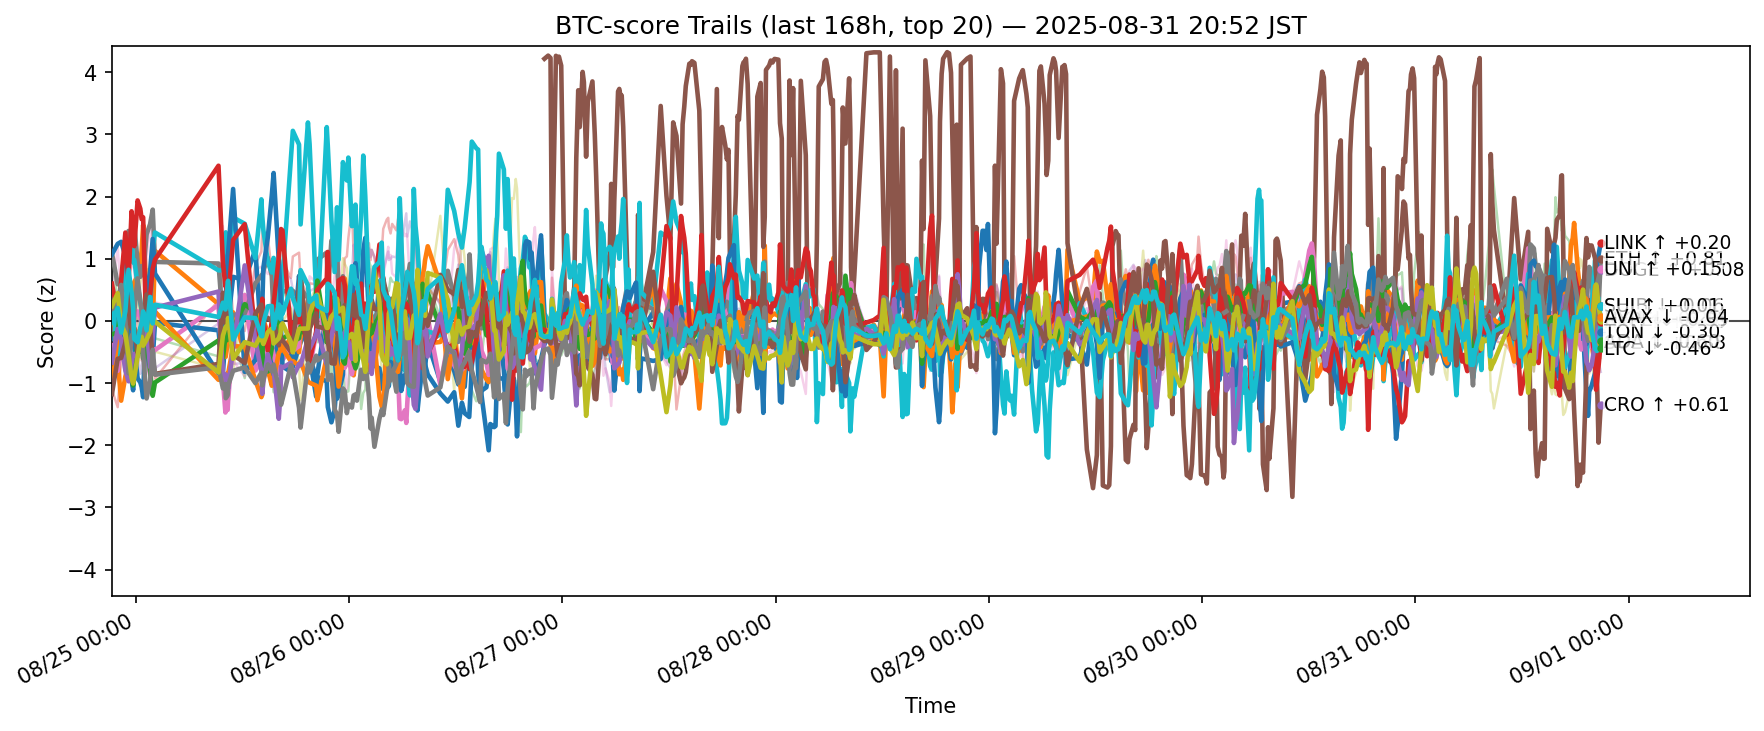 BTC-score Trails (last 168h, top 20) — 2025-08-31 20:52 JST
Score (z)
4
3
2
1
0
−1
−2
−3
−4
LINK ↑ +0.20
UNI ↑ +0.15
SHIB ↑
AVAX ↓ -0.04
TON ↓ -0.30
LTC ↓ -0.46
CRO ↑ +0.61
08/25 00:00
08/26 00:00
08/27 00:00
08/28 00:00
08/29 00:00
08/30 00:00
08/31 00:00
09/01 00:00
Time